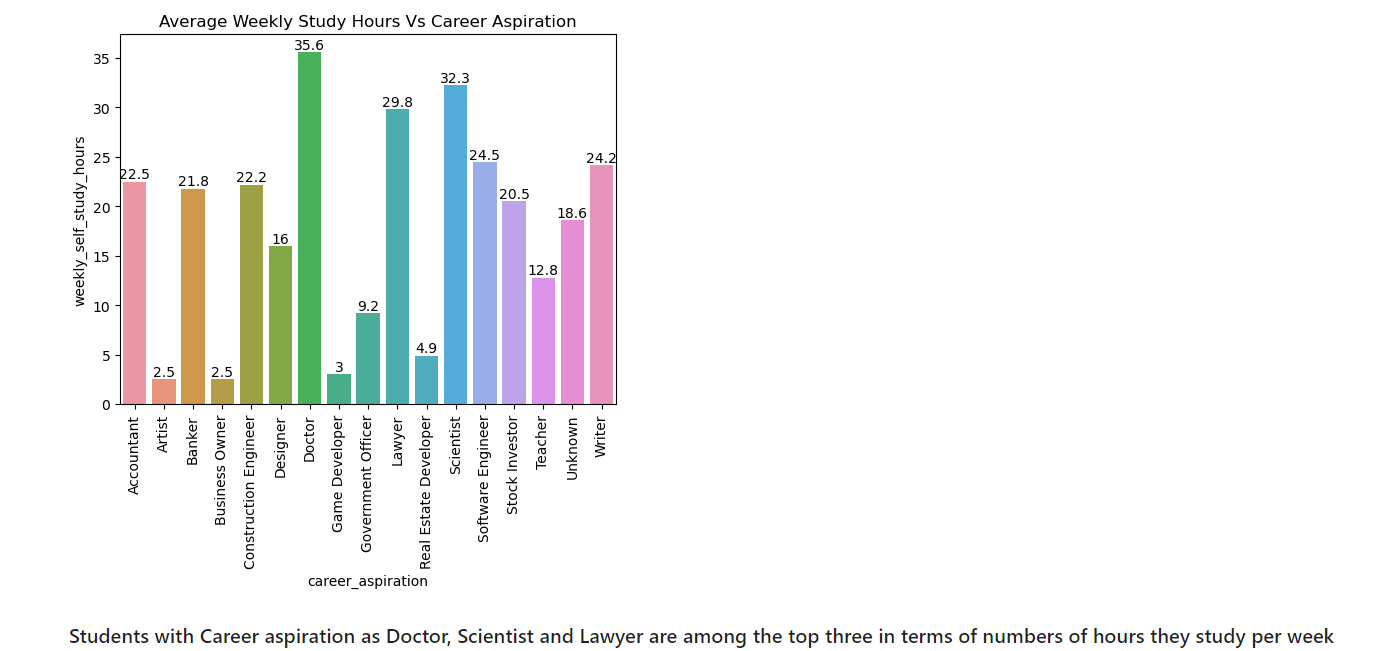 Average Weekly Study Hours Vs Career Aspiration
35.6
35
32.3
30
29.8
25
24.5
24.2
22.5
21.8
22.2
20
20.5
18.6
15
16
12.8
10
9.2
5
4.9
2.5
2.5
3
0
weekly_self_study_hours
Accountant
Artist
Banker
Business Owner
Construction Engineer
Designer
Doctor
Game Developer
Government Officer
Lawyer
Real Estate Developer
Scientist
Software Engineer
Stock Investor
Teacher
Unknown
Writer
career_aspiration
Students with Career aspiration as Doctor, Scientist and Lawyer are among the top three in terms of numbers of hours they study per week